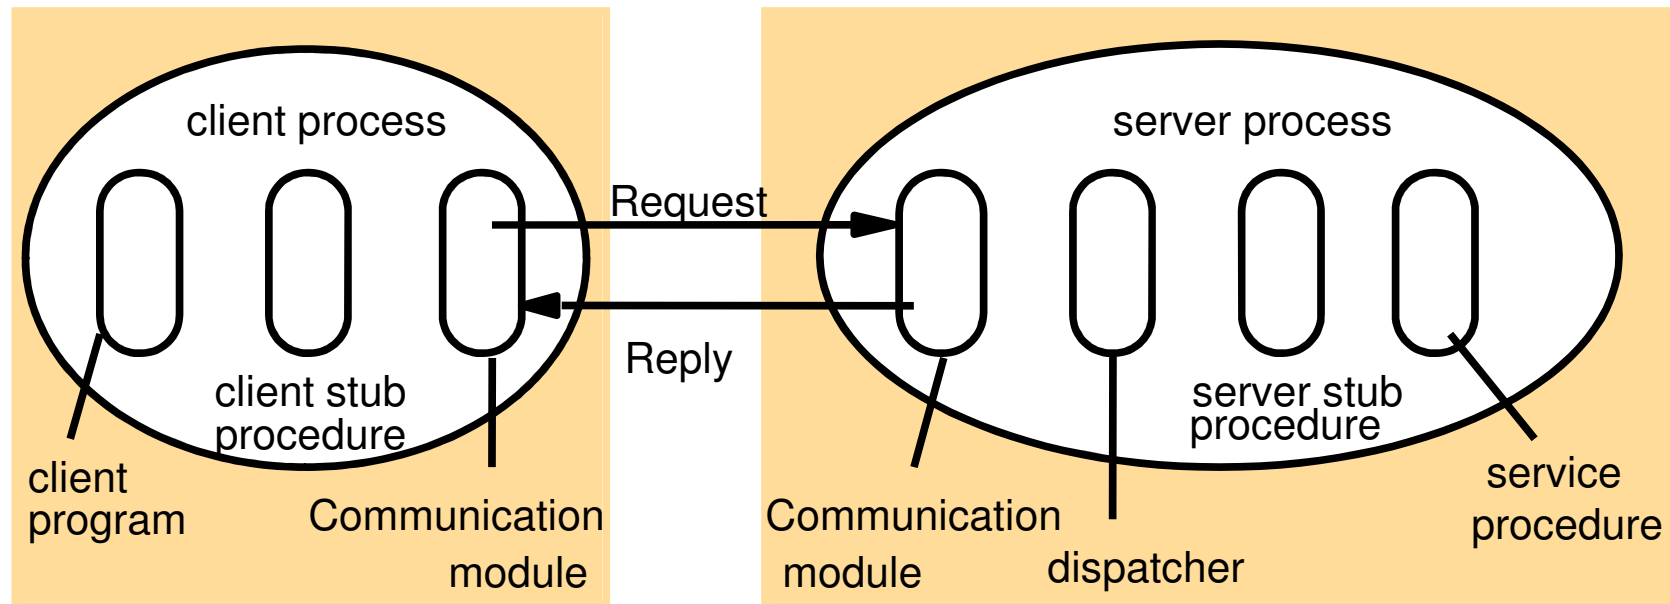 client process
server process
Request
Reply
client stub
procedure
server stub
procedure
client
program
Communication
module
Communication
module
dispatcher
service
procedure